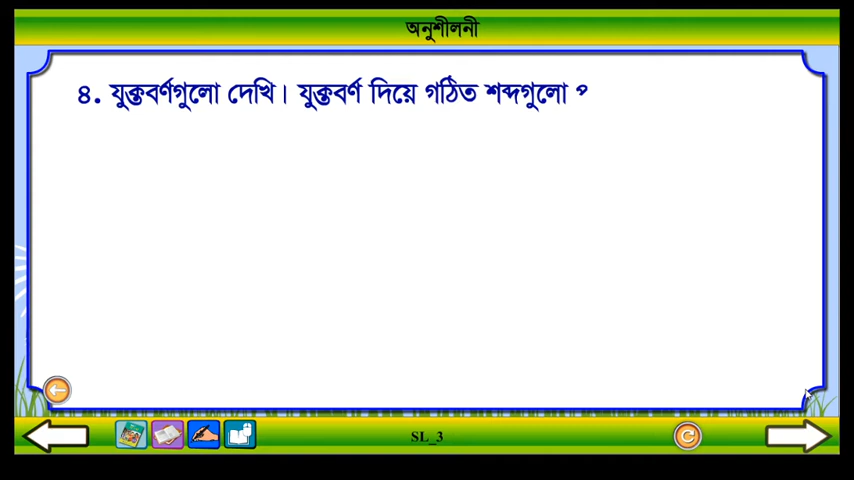 অনুশীলনী
৪. যুক্তবর্ণগুলো দেখি। যুক্তবর্ণ দিয়ে গঠিত শব্দগুলো
SL_3